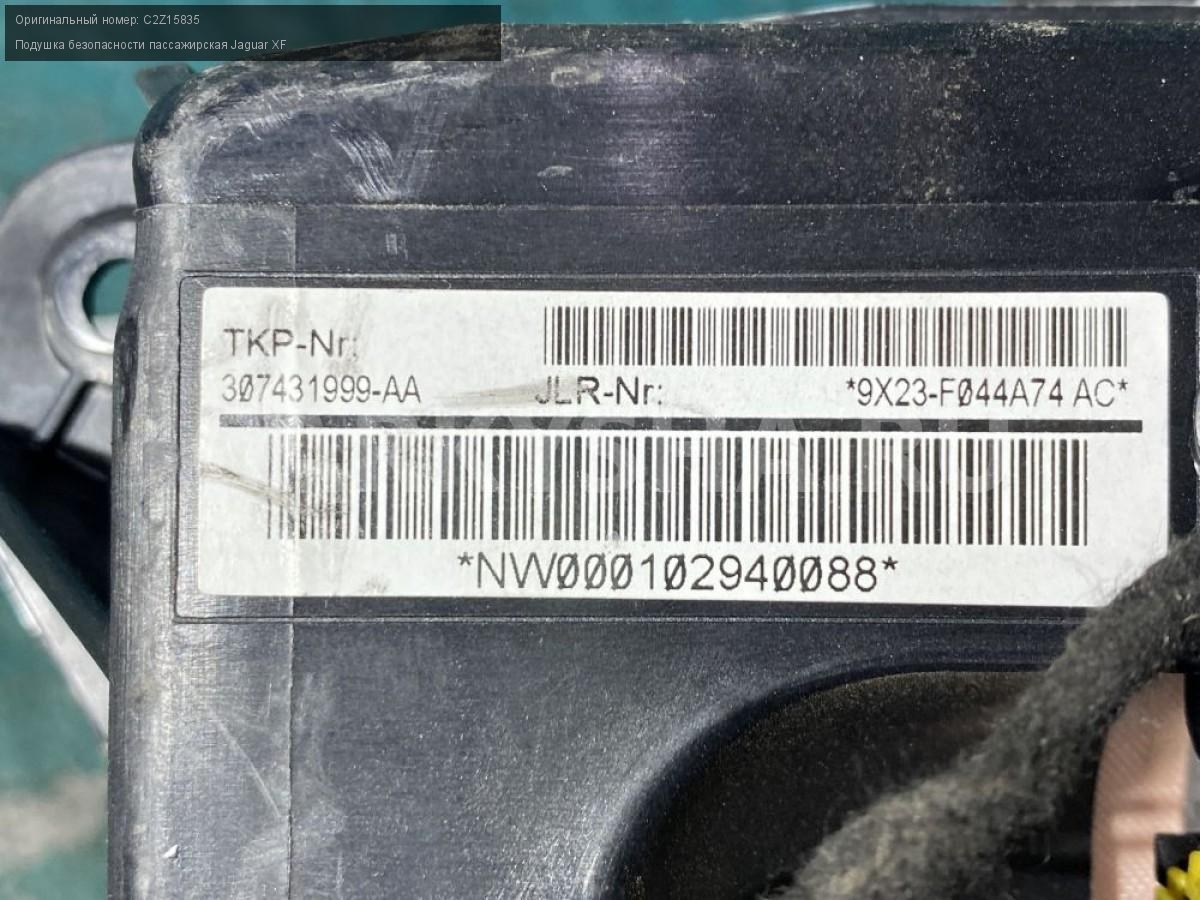 Оригинальный номер: C2Z15835
Подушка безопасности пассажирская Jaguar XF
TKP-Nr:
307431999-AA JLR-Nr: *9X23-F044A74 AC*
*NW000102940088*